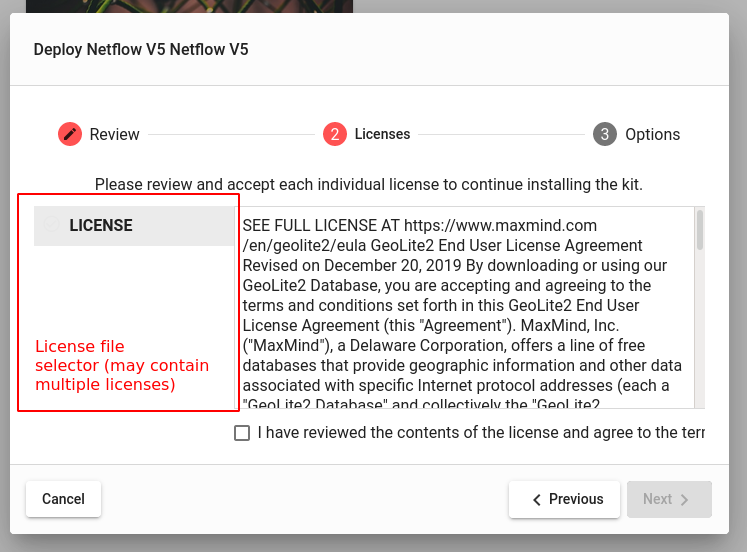 Deploy Netflow V5 Netflow V5
Review
2 Licenses
3 Options
Please review and accept each individual license to continue installing the kit.
LICENSE
License file
selector (may contain
multiple licenses)
SEE FULL LICENSE AT https://www.maxmind.com
/en/geolite2/eula GeoLite2 End User License Agreement
Revised on December 20, 2019 By downloading or using our
GeoLite2 Database, you are accepting and agreeing to the
terms and conditions set forth in this GeoLite2 End User
License Agreement (this "Agreement"). MaxMind, Inc.
("MaxMind"), a Delaware Corporation, offers a line of free
databases that provide geographic information and other data
associated with specific Internet protocol addresses (each a
"GeoLite2 Database" and collectively the "GeoLite2
I have reviewed the contents of the license and agree to the ter
Cancel
Previous
Next